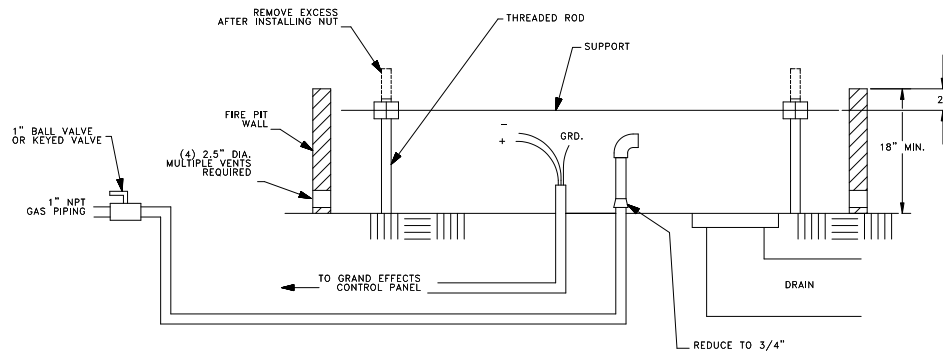 REMOVE EXCESS
AFTER INSTALLING NUT
THREADED ROD
SUPPORT
FIRE PIT
WALL
1" BALL VALVE
OR KEYED VALVE
(4) 2.5" DIA.
MULTIPLE VENTS
REQUIRED
1" NPT
GAS PIPING
-
+
GRD.
2
18" MIN.
TO GRAND EFFECTS
CONTROL PANEL
DRAIN
REDUCE TO 3/4"